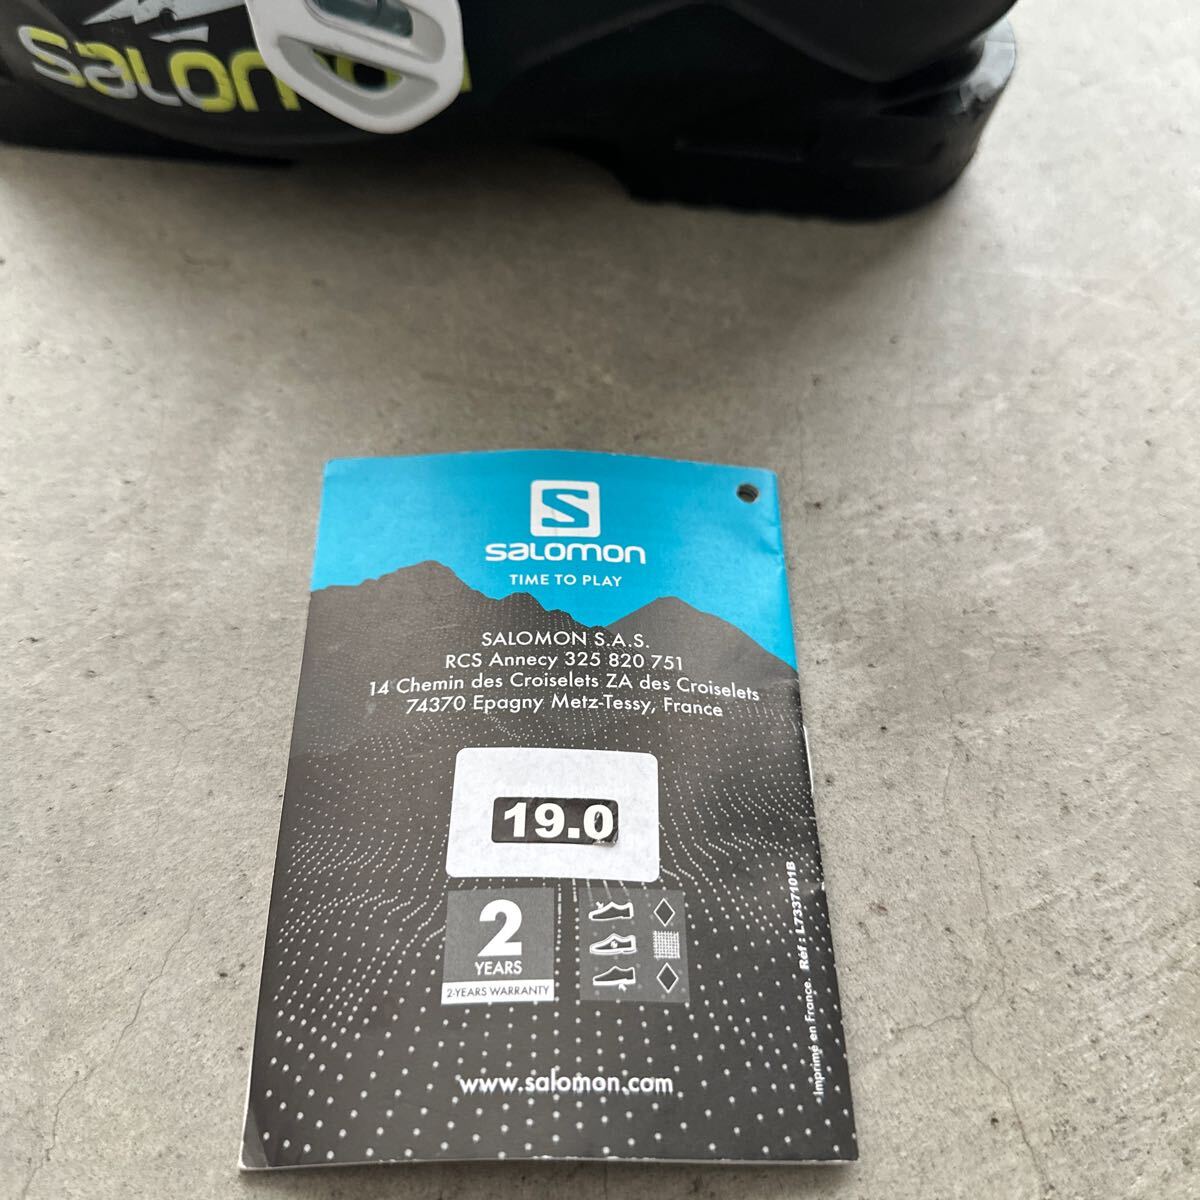 salomon
S
salomon
TIME TO PLAY
SALOMON S.A.S.
RCS Annecy 325 820 751
14 Chemin des Croiselets ZA des Croiselets
74370 Epagny Metz-Tessy, France
19.0
2
YEARS
2-YEARS WARRANTY
www.salomon.com
Imprimé en France. Réf : L7337101B